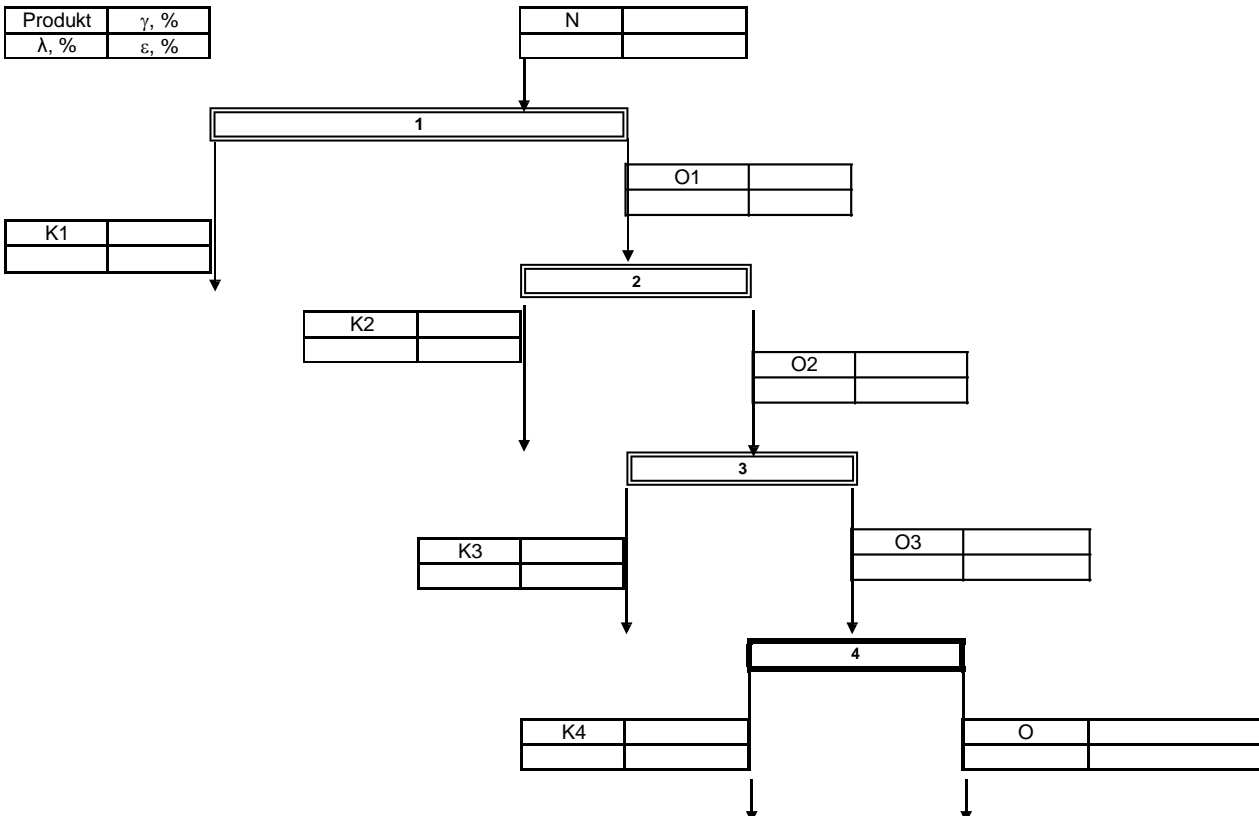 Produkt γ, %
λ, % ε, %
N
1
O1
K1
2
K2
O2
3
K3
O3
4
K4
O